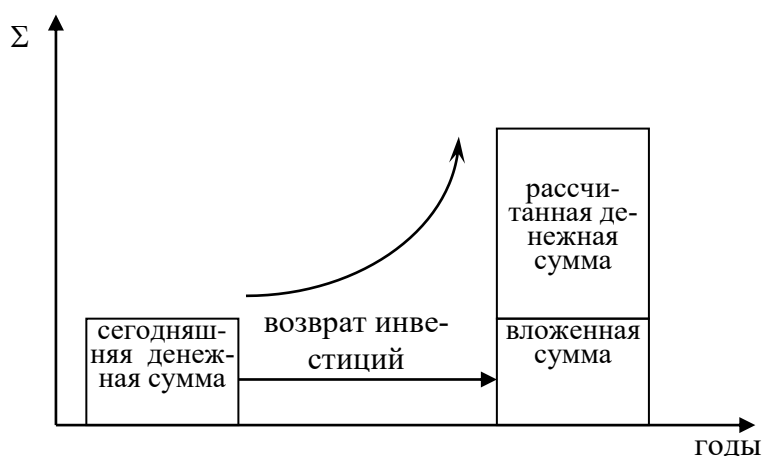 Σ
рассчи-
танная де-
нежная
сумма
сегодняш-
няя денеж-
ная сумма
возврат инве-
стиций
вложенная
сумма
годы